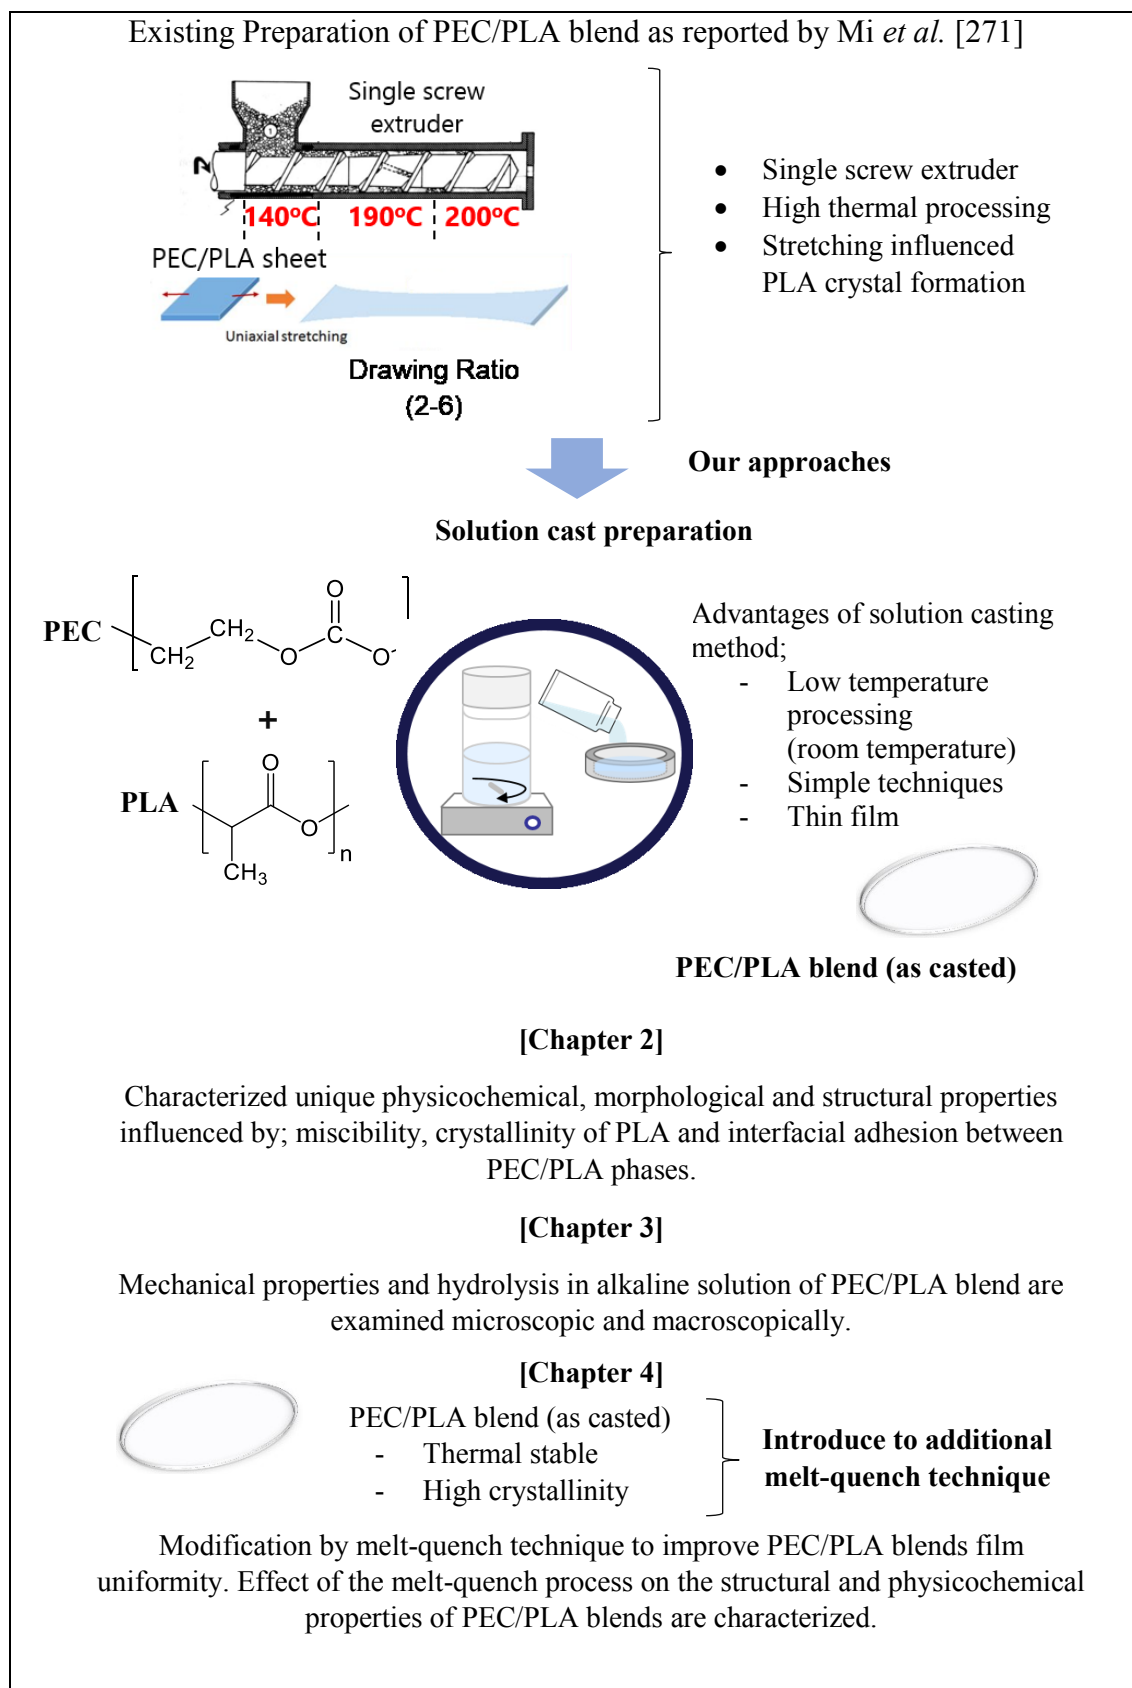 Existing Preparation of PEC/PLA blend as reported by Mi et al. [271]
Single screw
extruder
1
140ºC
190ºC
200ºC
PEC/PLA sheet
Uniaxial stretching
Drawing Ratio
(2-6)
• Single screw extruder
• High thermal processing
• Stretching influenced
PLA crystal formation
Our approaches
Solution cast preparation
PEC
CH2
CH2
O
O
C
O
+
PLA
O
O
CH3
n
Advantages of solution casting
method;
- Low temperature
processing
(room temperature)
- Simple techniques
- Thin film
PEC/PLA blend (as casted)
[Chapter 2]
Characterized unique physicochemical, morphological and structural properties
influenced by; miscibility, crystallinity of PLA and interfacial adhesion between
PEC/PLA phases.
[Chapter 3]
Mechanical properties and hydrolysis in alkaline solution of PEC/PLA blend are
examined microscopic and macroscopically.
[Chapter 4]
PEC/PLA blend (as casted)
- Thermal stable
- High crystallinity
Introduce to additional
melt-quench technique
Modification by melt-quench technique to improve PEC/PLA blends film
uniformity. Effect of the melt-quench process on the structural and physicochemical
properties of PEC/PLA blends are characterized.